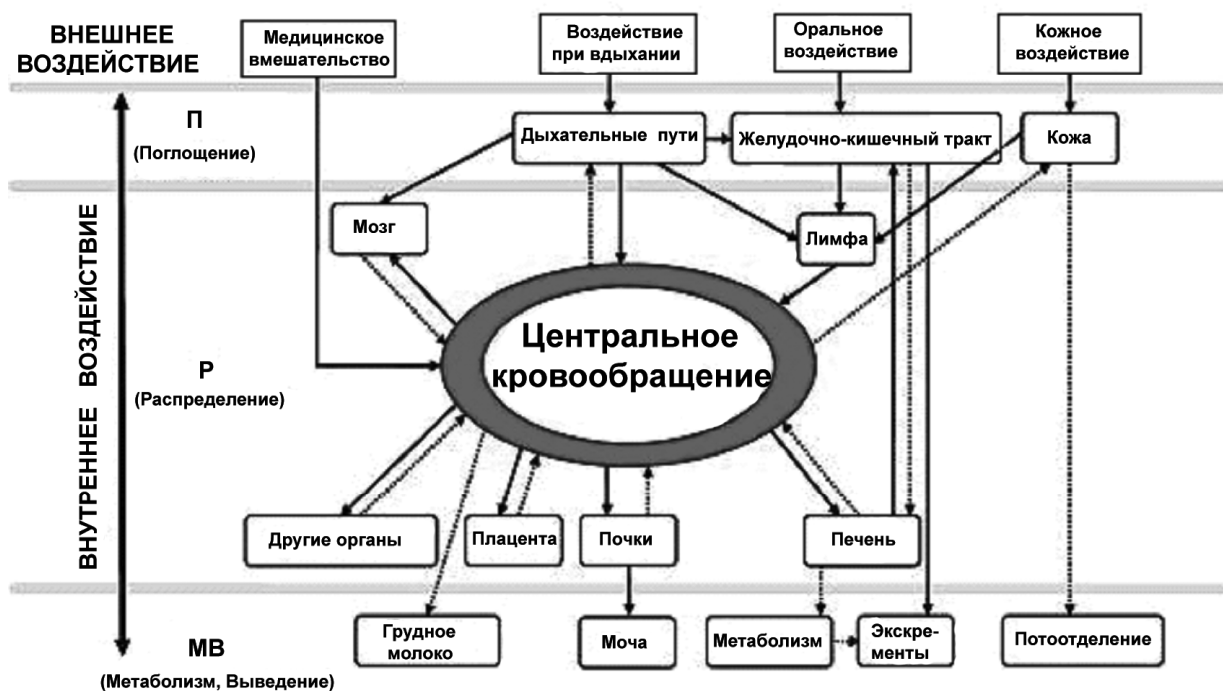 ВНЕШНЕЕ
ВОЗДЕЙСТВИЕ
Медицинское
вмешательство
Воздействие
при вдыхании
Оральное
воздействие
Кожное
воздействие
П
(Поглощение)
Дыхательные пути
Желудочно-кишечный тракт
Кожа
Мозг
Лимфа
ВНУТРЕННЕЕ ВОЗДЕЙСТВИЕ
Центральное
кровообращение
Р
(Распределение)
Другие органы
Плацента
Почки
Печень
Грудное
молоко
Моча
Метаболизм
Экскре-
менты
Потоотделение
МВ
(Метаболизм, Выведение)